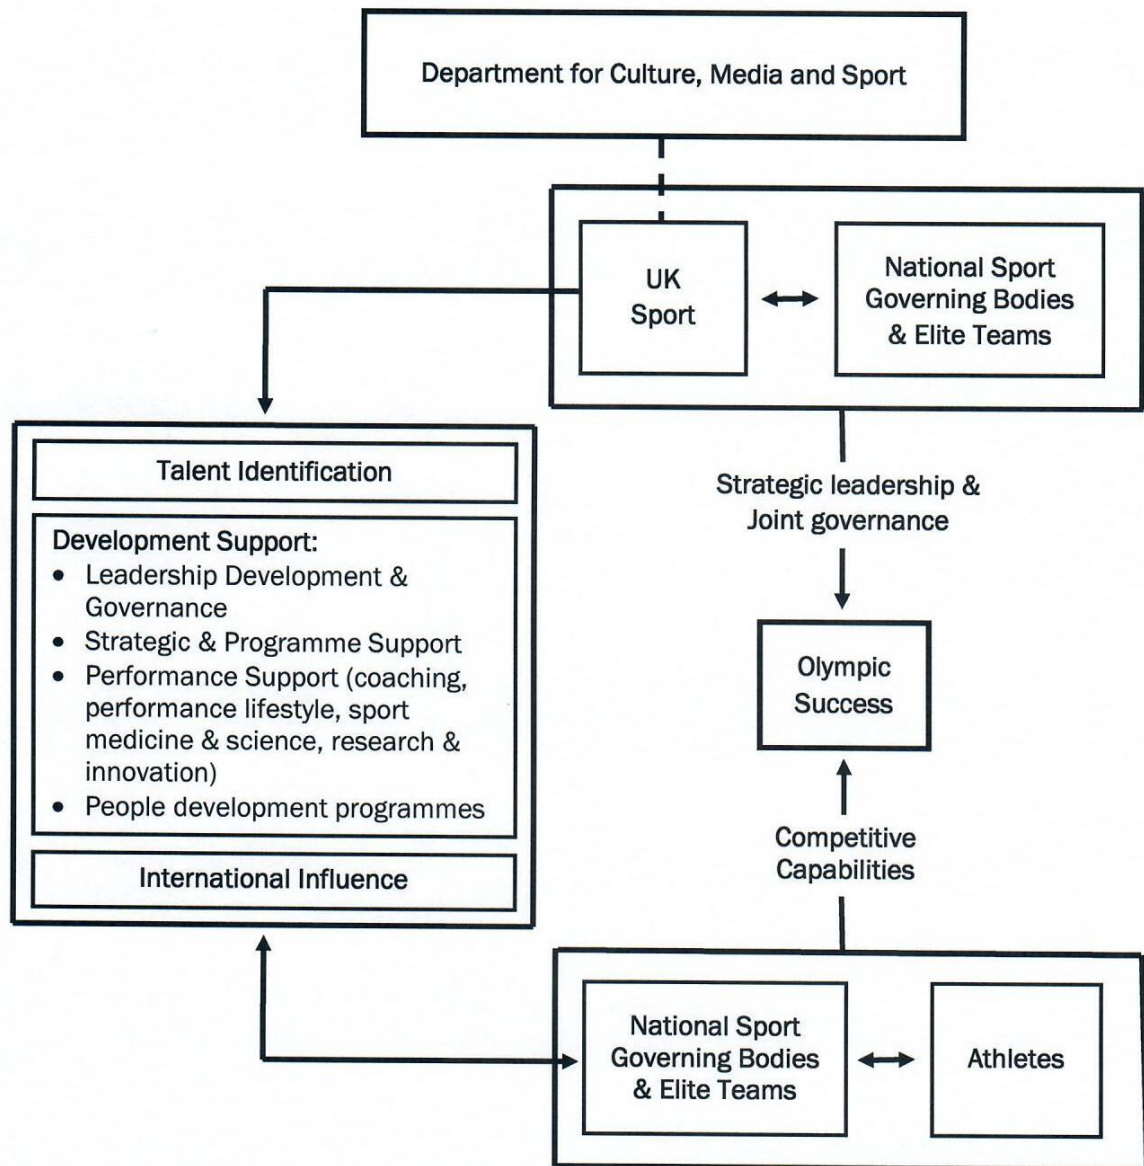 Department for Culture, Media and Sport
UK
Sport
National Sport
Governing Bodies
& Elite Teams
Talent Identification
Development Support:
• Leadership Development &
Governance
• Strategic & Programme Support
• Performance Support (coaching,
performance lifestyle, sport
medicine & science, research &
innovation)
• People development programmes
International Influence
Strategic leadership &
Joint governance
Olympic
Success
Competitive
Capabilities
National Sport
Governing Bodies
& Elite Teams
Athletes